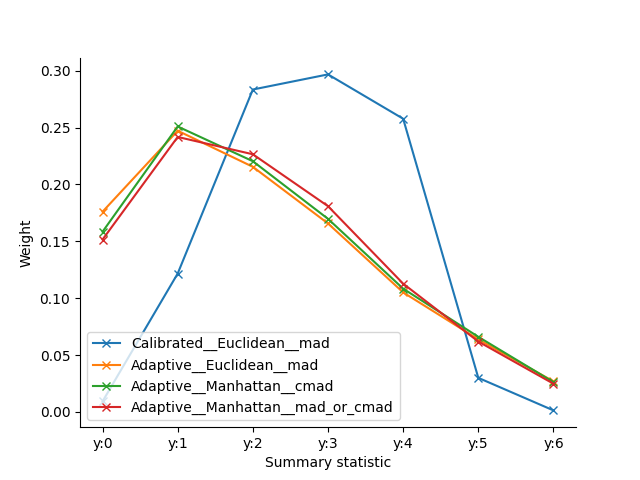 0.30
0.25
0.20
0.15
0.10
0.05
0.00
Weight
Calibrated__Euclidean__mad
Adaptive__Euclidean__mad
Adaptive__Manhattan__cmad
Adaptive__Manhattan__mad_or_cmad
y:0 y:1 y:2 y:3 y:4 y:5 y:6
Summary statistic